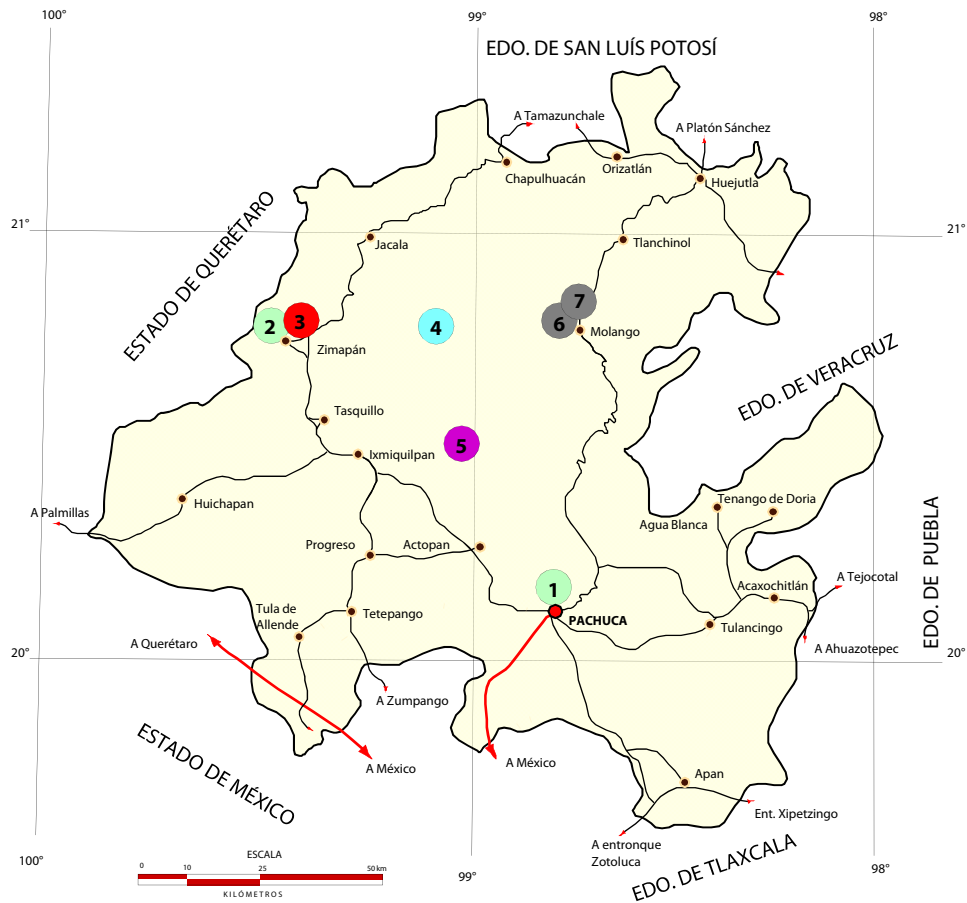 100°
99°
98°
EDO. DE SAN LUÍS POTOSÍ
A Tamazunchale
A Platón Sánchez
Orizatlán
Chapulhuacán
Huejutla
ESTADO DE QUERÉTARO
21°
21°
Jacala
Tlanchinol
7
2
3
4
6
Zimapán
Molango
EDO. DE VERACRUZ
Tasquillo
5
Ixmiquilpan
Huichapan
A Palmillas
Tenango de Doria
Agua Blanca
EDO. DE PUEBLA
Progreso
Actopan
1
Acaxochitlán
A Tejocotal
Tula de
Allende
Tetepango
PACHUCA
Tulancingo
A Querétaro
A Ahuazotepec
20°
20°
A Zumpango
ESTADO DE MÉXICO
A México
A México
Apan
Ent. Xipetzingo
A entronque
Zotoluca
EDO. DE TLAXCALA
100°
99°
98°
ESCALA
0 10 25 50 km
KILÓMETROS